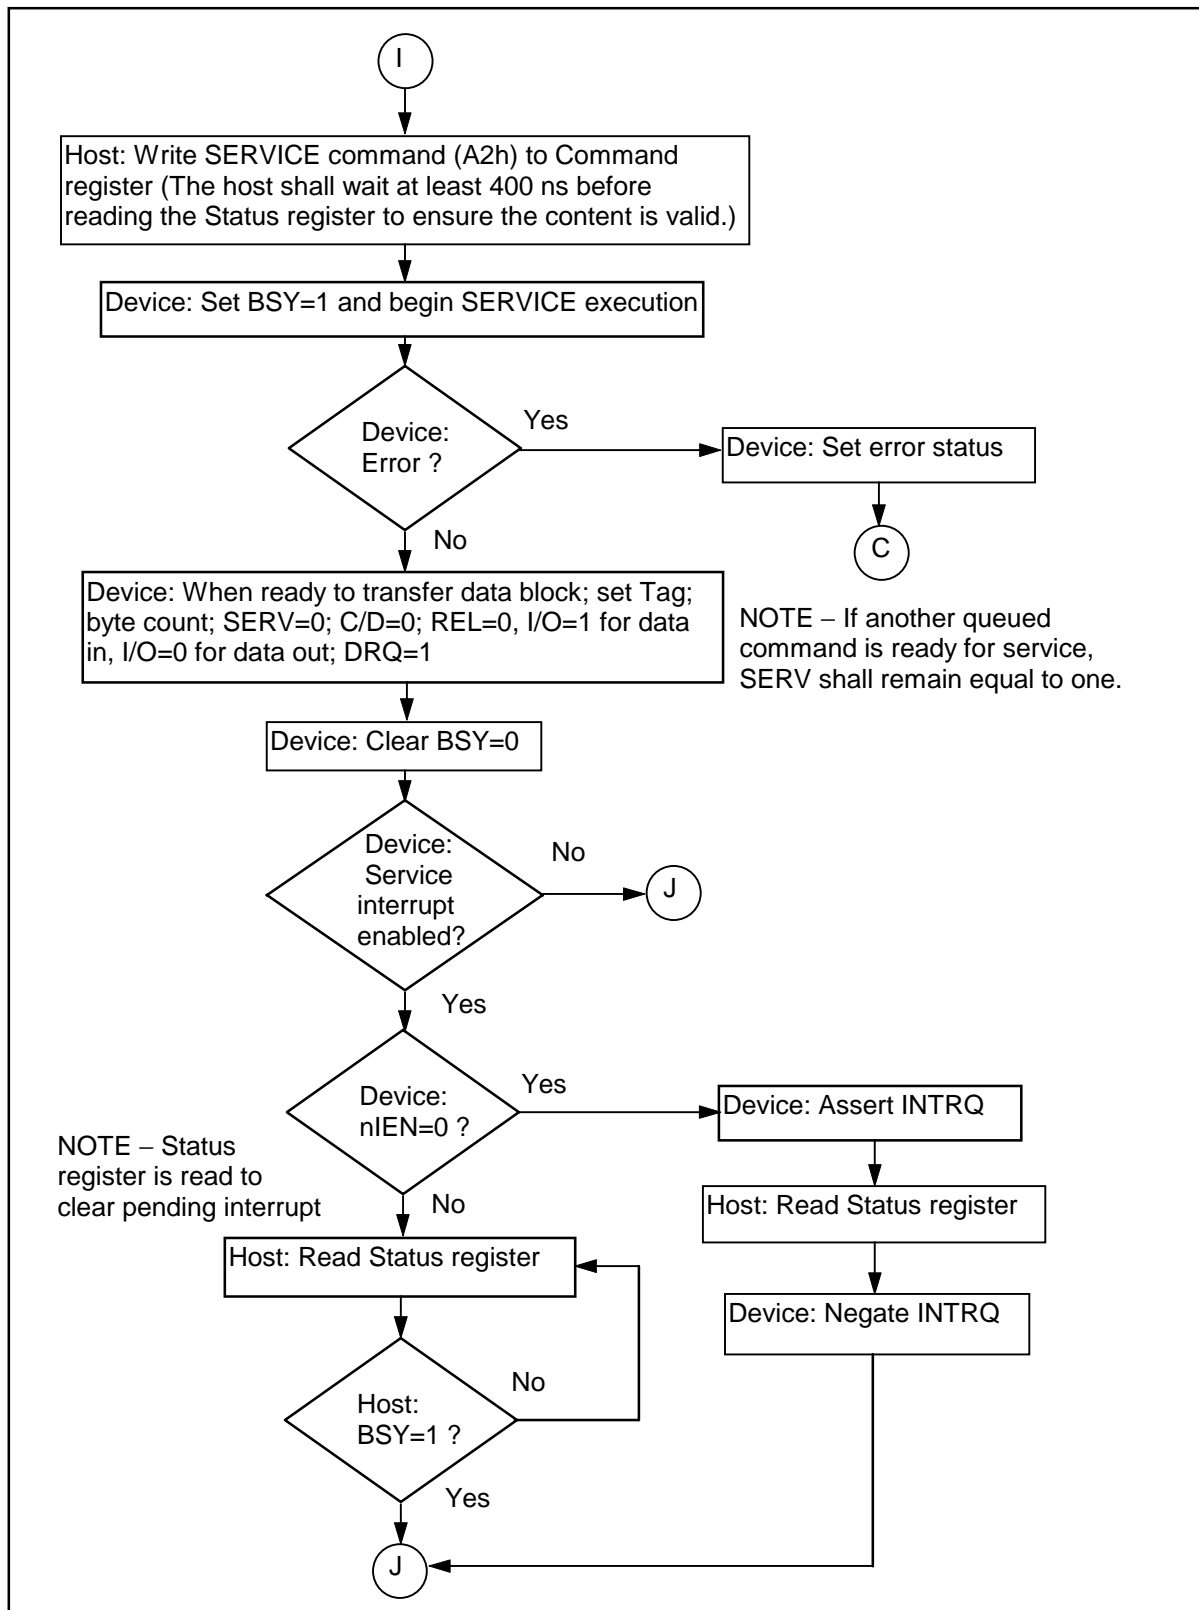 I
Host: Write SERVICE command (A2h) to Command
register (The host shall wait at least 400 ns before
reading the Status register to ensure the content is valid.)
Device: Set BSY=1 and begin SERVICE execution
Device:
Error ?
Yes
Device: Set error status
C
No
Device: When ready to transfer data block; set Tag;
byte count; SERV=0; C/D=0; REL=0, I/O=1 for data
in, I/O=0 for data out; DRQ=1
NOTE – If another queued
command is ready for service,
SERV shall remain equal to one.
Device: Clear BSY=0
Device:
Service
interrupt
enabled?
No
J
Yes
Device:
nIEN=0 ?
Yes
Device: Assert INTRQ
Host: Read Status register
Device: Negate INTRQ
NOTE – Status
register is read to
clear pending interrupt
No
Host: Read Status register
Host:
BSY=1 ?
No
Yes
J